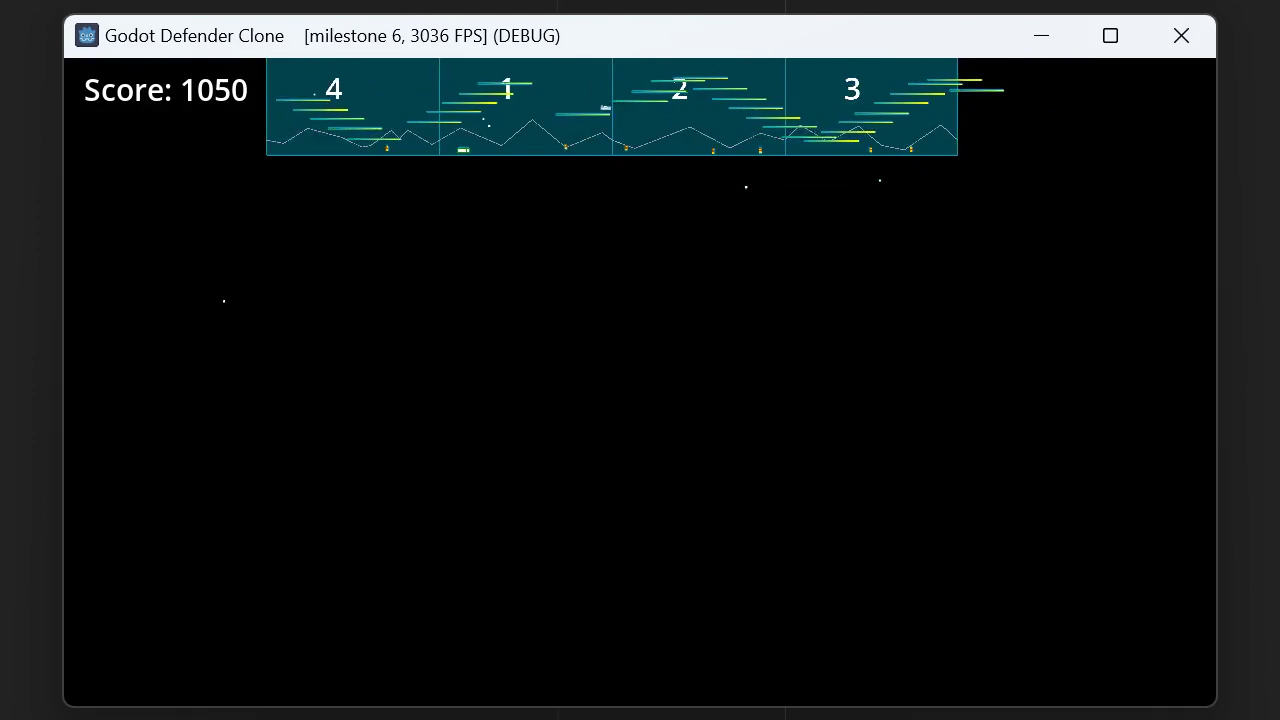 Godot Defender Clone [milestone 6, 3036 FPS] (DEBUG)
Score: 1050
4 1 2 3